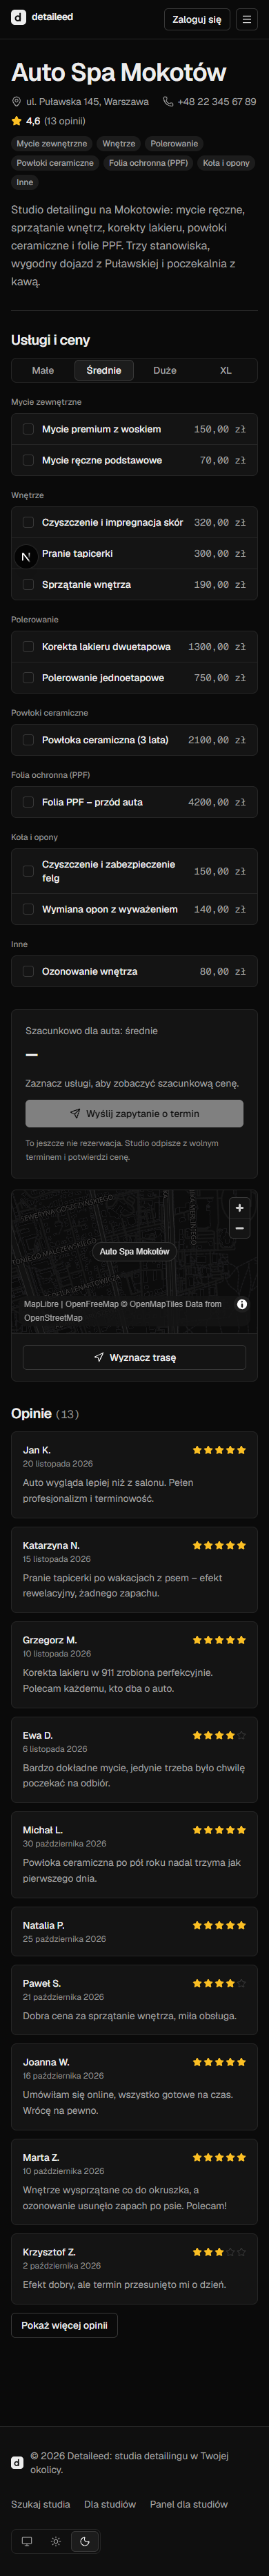 detaileed
Zaloguj się
Auto Spa Mokotów
ul. Puławska 145, Warszawa
+48 22 345 67 89
4,6 (13 opinii)
Mycie zewnętrzne
Wnętrze
Polerowanie
Powłoki ceramiczne
Folia ochronna (PPF)
Koła i opony
Inne
Studio detailingu na Mokotowie: mycie ręczne,
sprzątanie wnętrz, korekty lakieru, powłoki
ceramiczne i folie PPF. Trzy stanowiska,
wygodny dojazd z Puławskiej i poczekalnia z
kawą.
Usługi i ceny
Małe
Średnie
Duże
XL
Mycie zewnętrzne
Mycie premium z woskiem 150,00 zł
Mycie ręczne podstawowe 70,00 zł
Wnętrze
Czyszczenie i impregnacja skór 320,00 zł
Pranie tapicerki 300,00 zł
Sprzątanie wnętrza 190,00 zł
Polerowanie
Korekta lakieru dwuetapowa 1300,00 zł
Polerowanie jednoetapowe 750,00 zł
Powłoki ceramiczne
Powłoka ceramiczna (3 lata) 2100,00 zł
Folia ochronna (PPF)
Folia PPF – przód auta 4200,00 zł
Koła i opony
Czyszczenie i zabezpieczenie
felg 150,00 zł
Wymiana opon z wyważeniem 140,00 zł
Inne
Ozonowanie wnętrza 80,00 zł
Szacunkowo dla auta: średnie
—
Zaznacz usługi, aby zobaczyć szacunkową cenę.
Wyślij zapytanie o termin
To jeszcze nie rezerwacja. Studio odpisze z wolnym
terminem i potwierdzi cenę.
SEWERYNA GOSZCZYŃSKIEGO
Auto Spa Mokotów
MapLibre | OpenFreeMap © OpenMapTiles Data from
OpenStreetMap
Wyznacz trasę
Opinie (13)
Jan K.
20 listopada 2026
Auto wygląda lepiej niż z salonu. Pełen
profesjonalizm i terminowość.
Katarzyna N.
15 listopada 2026
Pranie tapicerki po wakacjach z psem – efekt
rewelacyjny, żadnego zapachu.
Grzegorz M.
10 listopada 2026
Korekta lakieru w 911 zrobiona perfekcyjnie.
Polecam każdemu, kto dba o auto.
Ewa D.
6 listopada 2026
Bardzo dokładne mycie, jedynie trzeba było chwilę
poczekać na odbiór.
Michał L.
30 października 2026
Powłoka ceramiczna po pół roku nadal trzyma jak
pierwszego dnia.
Natalia P.
25 października 2026
Paweł S.
21 października 2026
Dobra cena za sprzątanie wnętrza, miła obsługa.
Joanna W.
16 października 2026
Umówiłam się online, wszystko gotowe na czas.
Wrócę na pewno.
Marta Z.
10 października 2026
Wnętrze wysprzątane co do okruszka, a
ozonowanie usunęło zapach po psie. Polecam!
Krzysztof Z.
2 października 2026
Efekt dobry, ale termin przesunięto mi o dzień.
Pokaż więcej opinii
© 2026 Detaileed: studia detailingu w Twojej
okolicy.
Szukaj studia
Dla studiów
Panel dla studiów